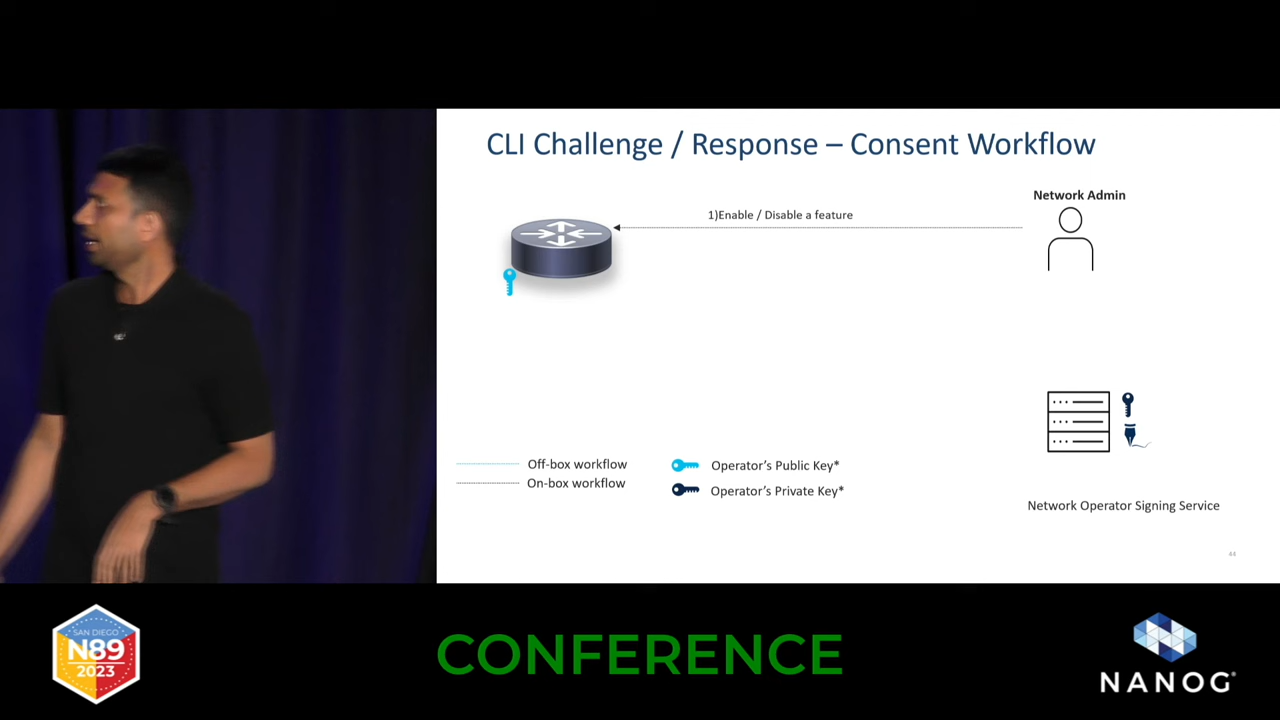 CLI Challenge / Response – Consent Workflow
Network Admin
1)Enable / Disable a feature
Off-box workflow
On-box workflow
Operator's Public Key*
Operator's Private Key*
Network Operator Signing Service
44
SAN DIEGO
N89
2023
CONFERENCE
NANOG®